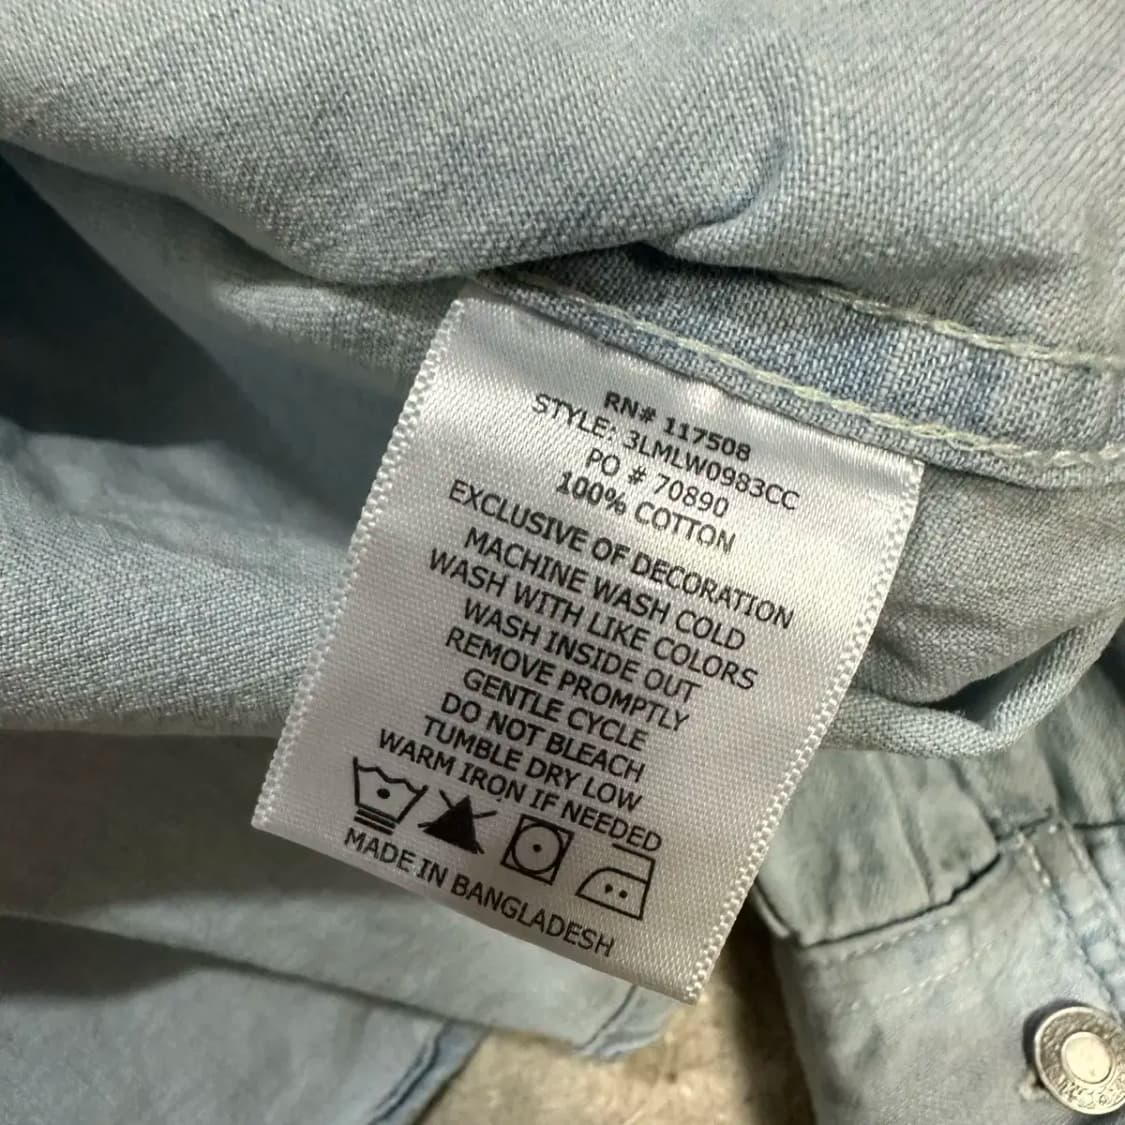 RN# 117508
STYLE: 3LMLW0983CC
PO # 70890
100% COTTON
EXCLUSIVE OF DECORATION
MACHINE WASH COLD
WASH WITH LIKE COLORS
WASH INSIDE OUT
REMOVE PROMPTLY
GENTLE CYCLE
DO NOT BLEACH
TUMBLE DRY LOW
WARM IRON IF NEEDED
MADE IN BANGLADESH